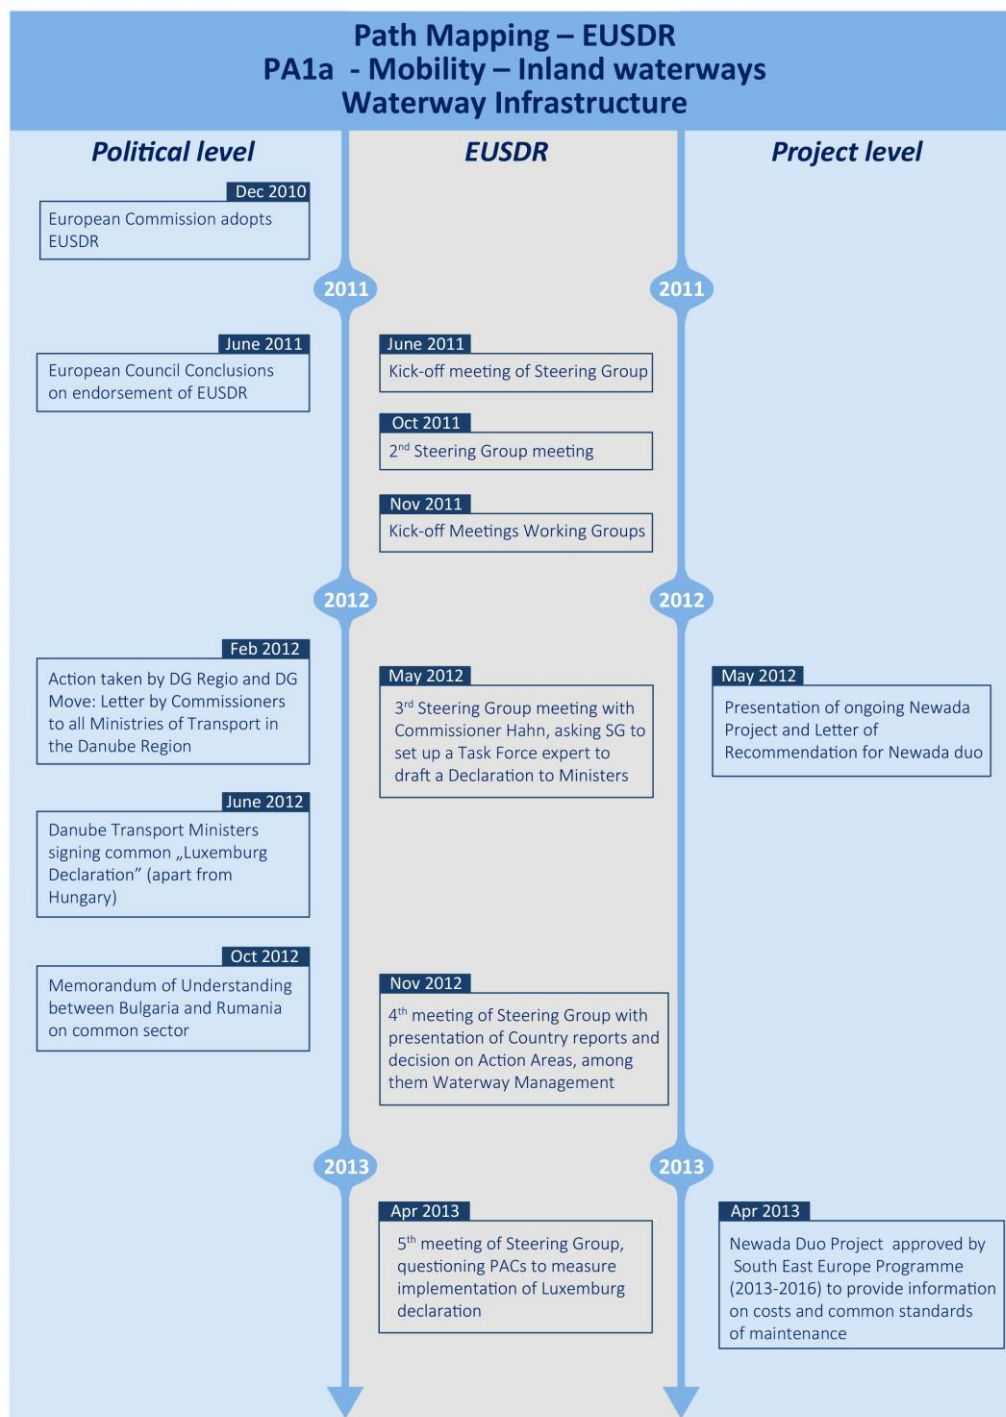 Path Mapping – EUSDR
PA1a - Mobility – Inland waterways
Waterway Infrastructure
Political level
EUSDR
Project level
Dec 2010
European Commission adopts
EUSDR
2011
2011
June 2011
European Council Conclusions
on endorsement of EUSDR
June 2011
Kick-off meeting of Steering Group
Oct 2011
2nd Steering Group meeting
Nov 2011
Kick-off Meetings Working Groups
2012
2012
Feb 2012
Action taken by DG Regio and DG
Move: Letter by Commissioners
to all Ministries of Transport in
the Danube Region
May 2012
3rd Steering Group meeting with
Commissioner Hahn, asking SG to
set up a Task Force expert to
draft a Declaration to Ministers
May 2012
Presentation of ongoing Newada
Project and Letter of
Recommendation for Newada duo
June 2012
Danube Transport Ministers
signing common „Luxemburg
Declaration” (apart from
Hungary)
Oct 2012
Memorandum of Understanding
between Bulgaria and Rumania
on common sector
Nov 2012
4th meeting of Steering Group with
presentation of Country reports and
decision on Action Areas, among
them Waterway Management
2013
2013
Apr 2013
5th meeting of Steering Group,
questioning PACs to measure
implementation of Luxemburg
declaration
Apr 2013
Newada Duo Project approved by
South East Europe Programme
(2013-2016) to provide information
on costs and common standards
of maintenance